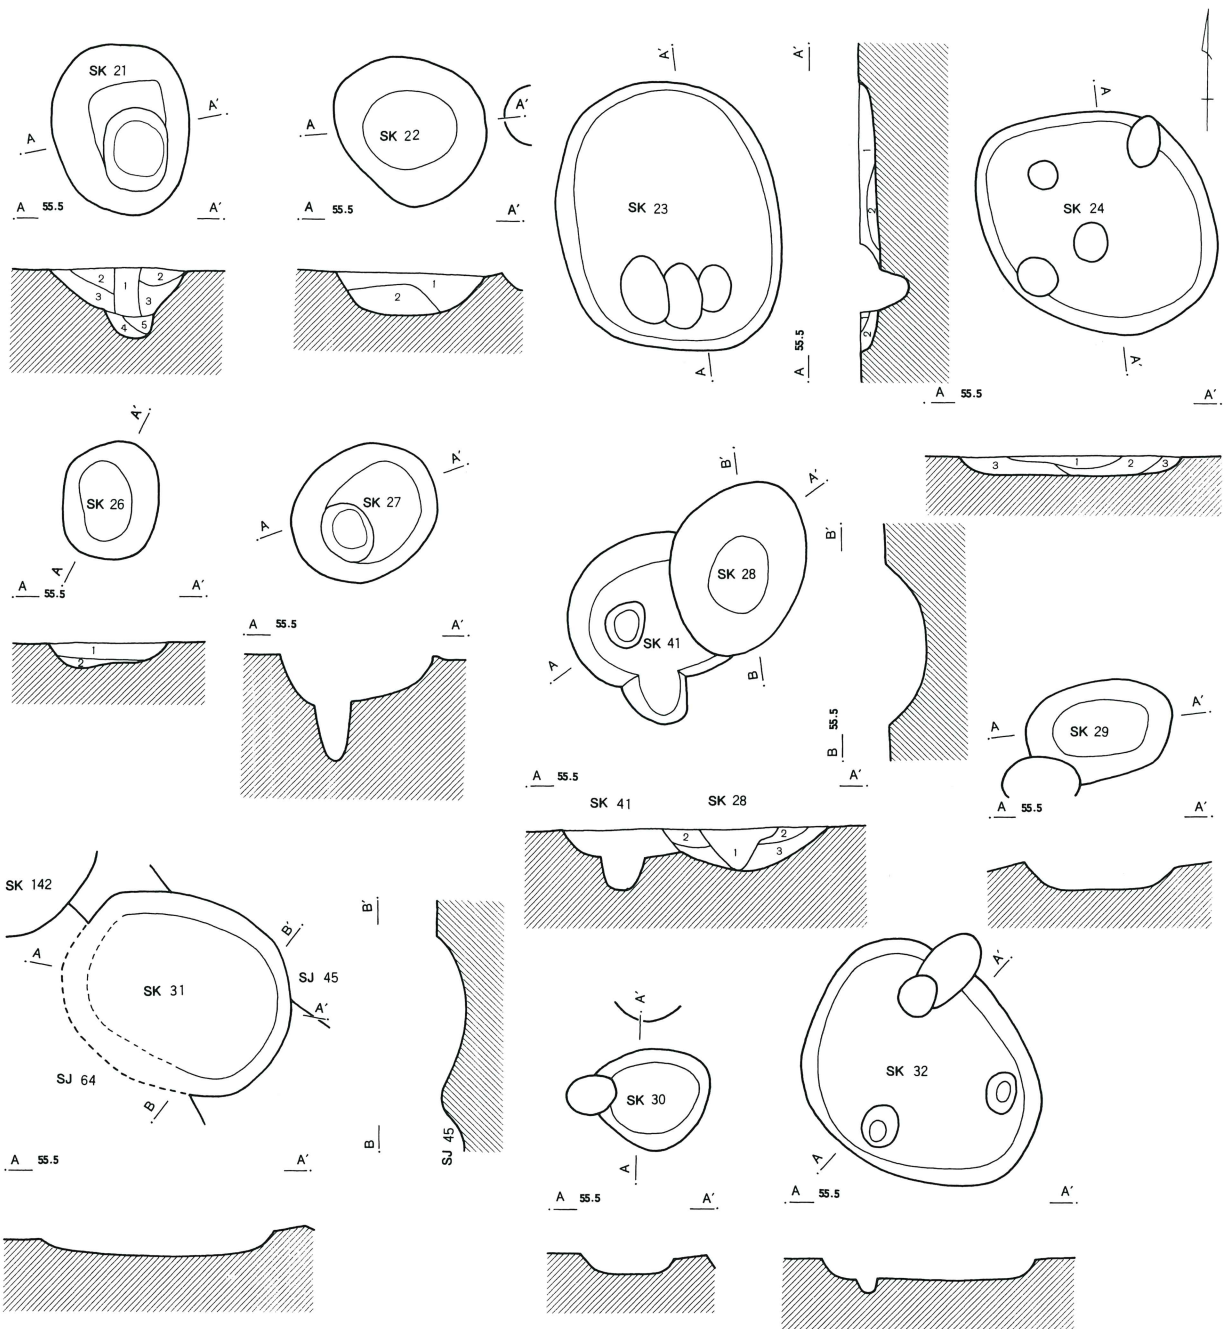 SK 21
A
A'
A 55.5 A'
2 1 2
3 3
4 5
SK 22
A
A'
A 55.5 A'
1
2
A'
SK 23
A
A'
A 55.5
1
2
2
A
SK 24
A'
A 55.5 A'
3 1 2 3
A'
SK 26
A
A 55.5 A'
1
2
A'
SK 27
A
A 55.5 A'
B'
A'
SK 28
SK 41
A
B
B'
B 55.5
A 55.5 A'
SK 41 SK 28
2 1 2
3
SK 29
A
A'
A 55.5 A'
SK 142
A
B'
SK 31
SJ 45
A'
SJ 64
B
B'
B
SJ 45
A 55.5 A'
A'
SK 30
A
A 55.5 A'
A'
SK 32
A
A 55.5 A'